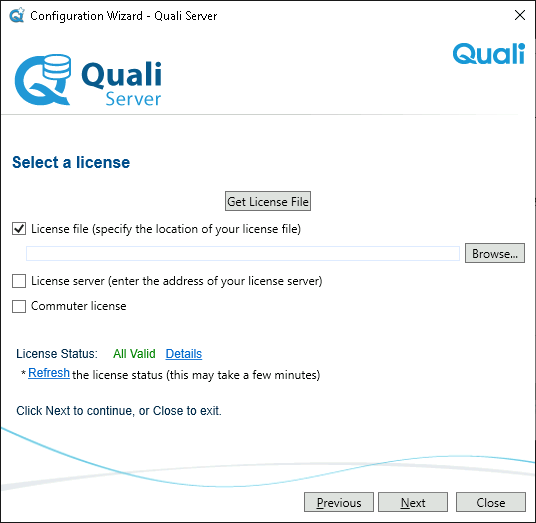 Configuration Wizard - Quali Server
Quali
Quali
Server
Select a license
Get License File
License file (specify the location of your license file)
Browse...
License server (enter the address of your license server)
Commuter license
License Status: All Valid Details
* Refresh the license status (this may take a few minutes)
Click Next to continue, or Close to exit.
Previous Next Close